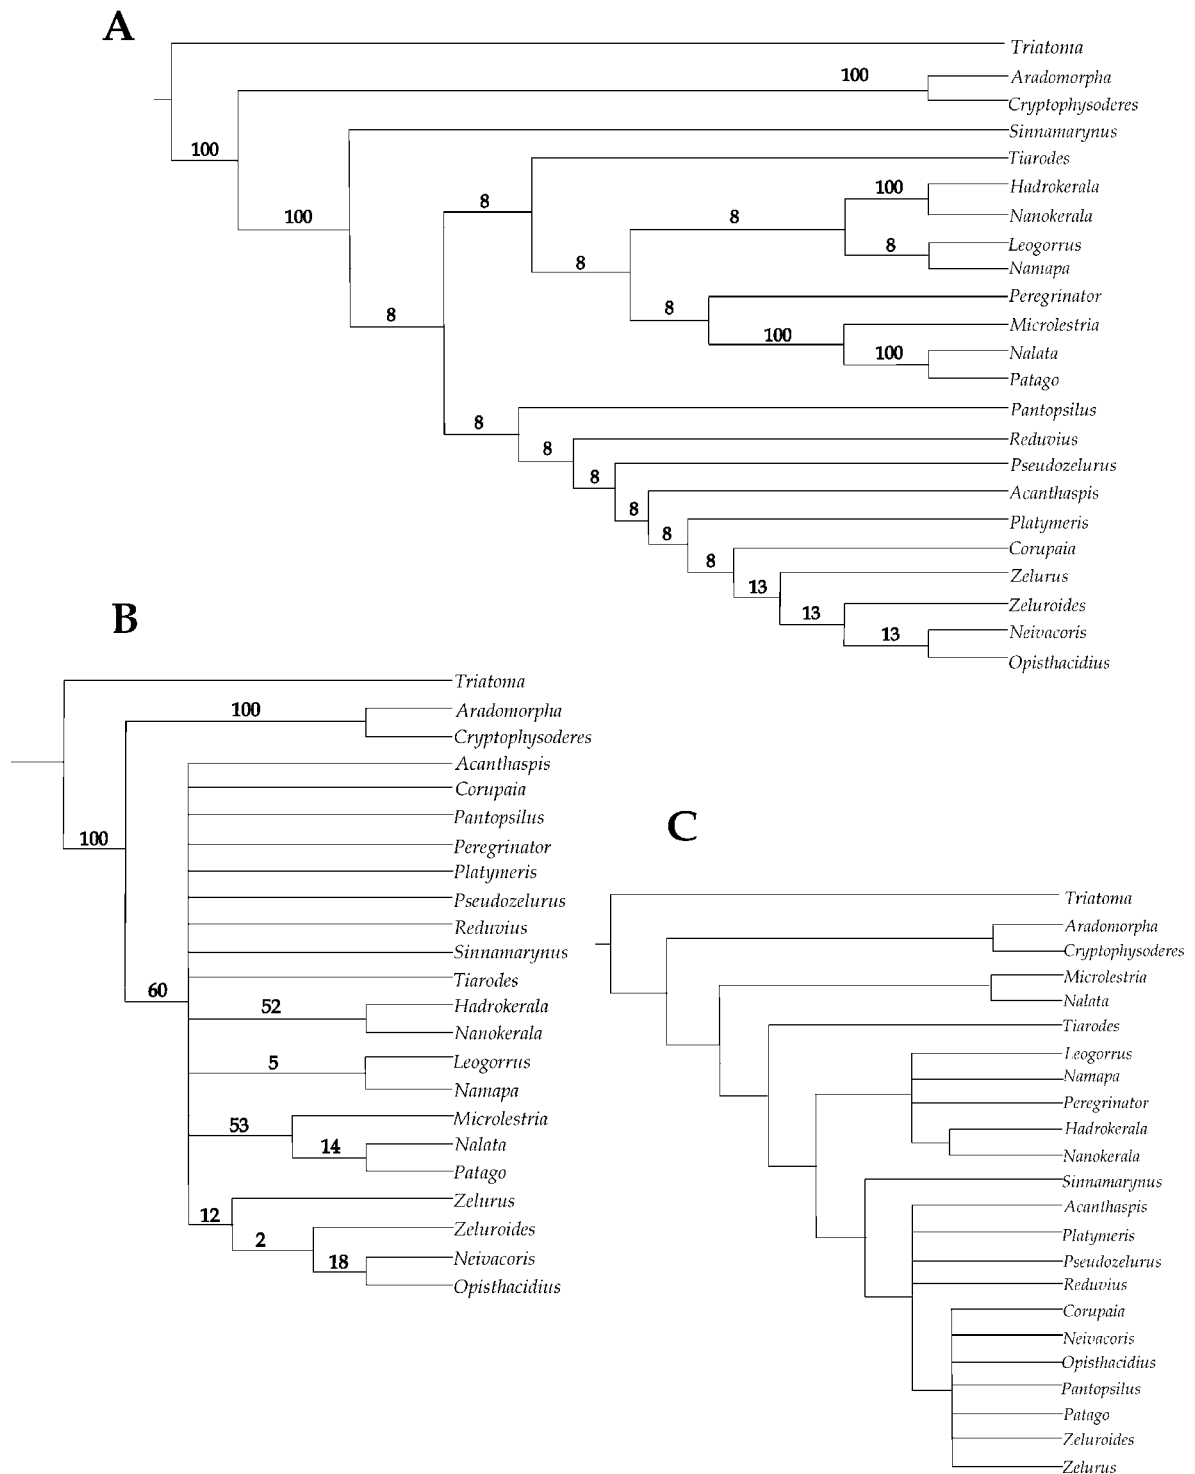 A
Triatoma
100
Aradomorpha
Cryptophysoderes
Sinnamarynus
100
Tiarodes
100
Hadrokerala
8
100
8
Nanokerala
8
Leogorrus
8
Namapa
Peregrinator
8
8
Microlestria
100
100
Nalata
Patago
Pantopsilus
8
Reduvius
8
Pseudozelurus
8
Acanthaspis
8
Platymeris
8
Corupaia
8
Zelurus
13
Zeluroides
13
Neivacoris
13
Opisthacidius
B
Triatoma
100
Aradomorpha
Cryptophysoderes
Acanthaspis
Corupaia
Pantopsilus
100
Peregrinator
Platymeris
Pseudozelurus
Reduvius
Sinnamarynus
Tiarodes
60
Hadrokerala
52
Nanokerala
Leogorrus
5
Namapa
Microlestria
53
Nalata
14
Patago
Zelurus
12
Zeluroides
2
Neivacoris
18
Opisthacidius
C
Triatoma
Aradomorpha
Cryptophysoderes
Microlestria
Nalata
Tiarodes
Leogorrus
Namapa
Peregrinator
Hadrokerala
Nanokerala
Sinnamarynus
Acanthaspis
Platymeris
Pseudozelurus
Reduvius
Corupaia
Neivacoris
Opisthacidius
Pantopsilus
Patago
Zeluroides
Zelurus